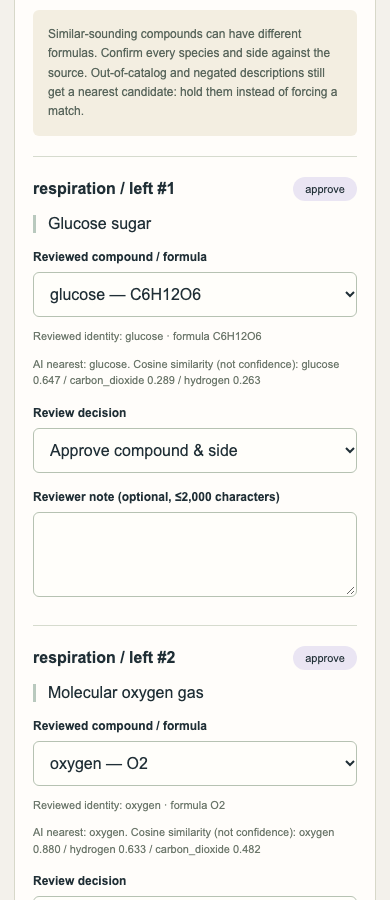 Similar-sounding compounds can have different
formulas. Confirm every species and side against the
source. Out-of-catalog and negated descriptions still
get a nearest candidate: hold them instead of forcing a
match.
respiration / left #1
approve
Glucose sugar
Reviewed compound / formula
glucose — C6H12O6
Reviewed identity: glucose · formula C6H12O6
AI nearest: glucose. Cosine similarity (not confidence): glucose
0.647 / carbon_dioxide 0.289 / hydrogen 0.263
Review decision
Approve compound & side
Reviewer note (optional, ≤2,000 characters)
respiration / left #2
approve
Molecular oxygen gas
Reviewed compound / formula
oxygen — O2
Reviewed identity: oxygen · formula O2
AI nearest: oxygen. Cosine similarity (not confidence): oxygen
0.880 / hydrogen 0.633 / carbon_dioxide 0.482
Review decision